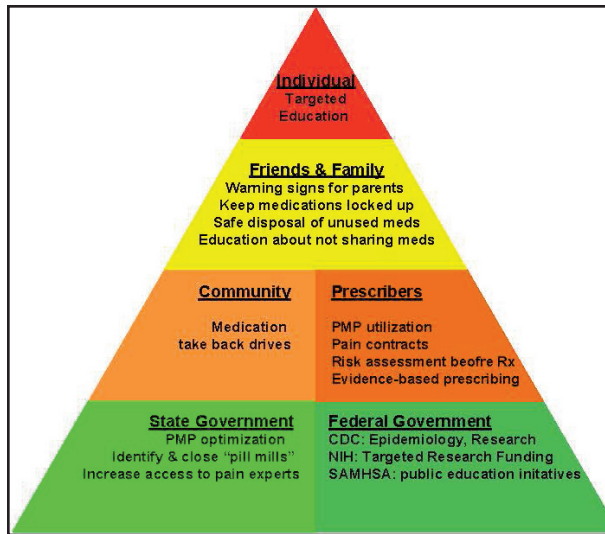 Individual
Targeted
Education
Friends & Family
Warning signs for parents
Keep medications locked up
Safe disposal of unused meds
Education about not sharing meds
Community
Medication
take back drives
Prescribers
PMP utilization
Pain contracts
Risk assessment beofre Rx
Evidence-based prescribing
State Government
PMP optimization
Identify & close “pill mills”
Increase access to pain experts
Federal Government
CDC: Epidemiology, Research
NIH: Targeted Research Funding
SAMHSA: public education initatives